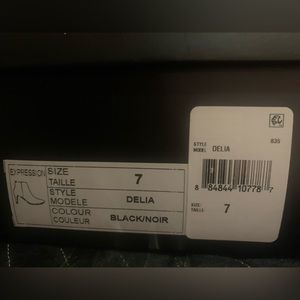 EXPRESSION
SIZE
TAILLE
7
STYLE
MODELE
DELIA
COLOUR
COULEUR
BLACK/NOIR
STYLE
MODEL
DELIA
835
8 84844 10778 7
SIZE:
TAILLE:
7